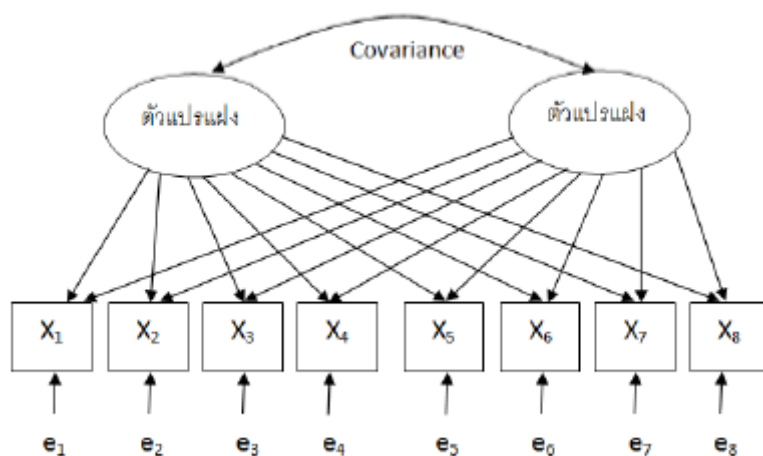 Covariance
ตัวแปรแฝง ตัวแปรแฝง
X₁ X₂ X₃ X₄ X₅ X₆ X₇ X₈
e₁ e₂ e₃ e₄ e₅ e₆ e₇ e₈